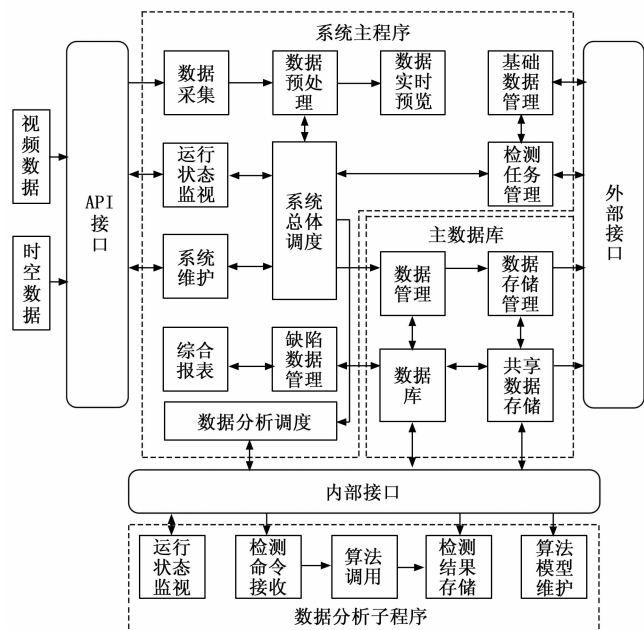 系统主程序
数据
采集
数据
预处
理
数据
实时
预览
基础
数据
管理
视
频
数
据
运行
状态
监视
系统
总体
调度
检测
任务
管理
API
接
口
外
部
接
口
时
空
数
据
系统
维护
主数据库
数据
管理
数据
存储
管理
综合
报表
缺陷
数据
管理
数据
库
共享
数据
存储
数据分析调度
内部接口
运行
状态
监视
检测
命令
接收
算法
调用
检测
结果
存储
算法
模型
维护
数据分析子程序